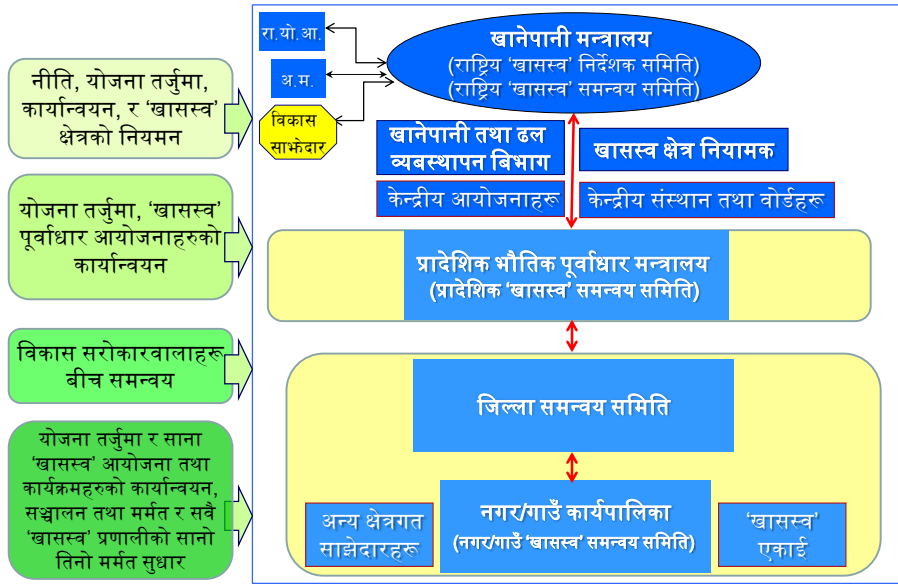 रा.यो.आ.
अ.म.
विकास
साझेदार
खानेपानी मन्त्रालय
(राष्ट्रिय ‘खासस्व’ निर्देशक समिति)
(राष्ट्रिय ‘खासस्व’ समन्वय समिति)
नीति, योजना तर्जुमा,
कार्यान्वयन, र ‘खासस्व’
क्षेत्रको नियमन
खानेपानी तथा ढल
व्यबस्थापन बिभाग
खासस्व क्षेत्र नियामक
केन्द्रीय आयोजनाहरू
केन्द्रीय संस्थान तथा वोर्डहरू
योजना तर्जुमा, ‘खासस्व’
पूर्वाधार आयोजनाहरुको
कार्यान्वयन
प्रादेशिक भौतिक पूर्वाधार मन्त्रालय
(प्रादेशिक ‘खासस्व’ समन्वय समिति)
विकास सरोकारवालाहरू
बीच समन्वय
जिल्ला समन्वय समिति
योजना तर्जुमा र साना
‘खासस्व’ आयोजना तथा
कार्यक्रमहरुको कार्यान्वयन,
सञ्चालन तथा मर्मत र सवै
‘खासस्व’ प्रणालीको सानो
तिनो मर्मत सुधार
अन्य क्षेत्रगत
साझेदारहरू
नगर/गाउँ कार्यपालिका
(नगर/गाउँ ‘खासस्व’ समन्वय समिति)
‘खासस्व’
एकाई